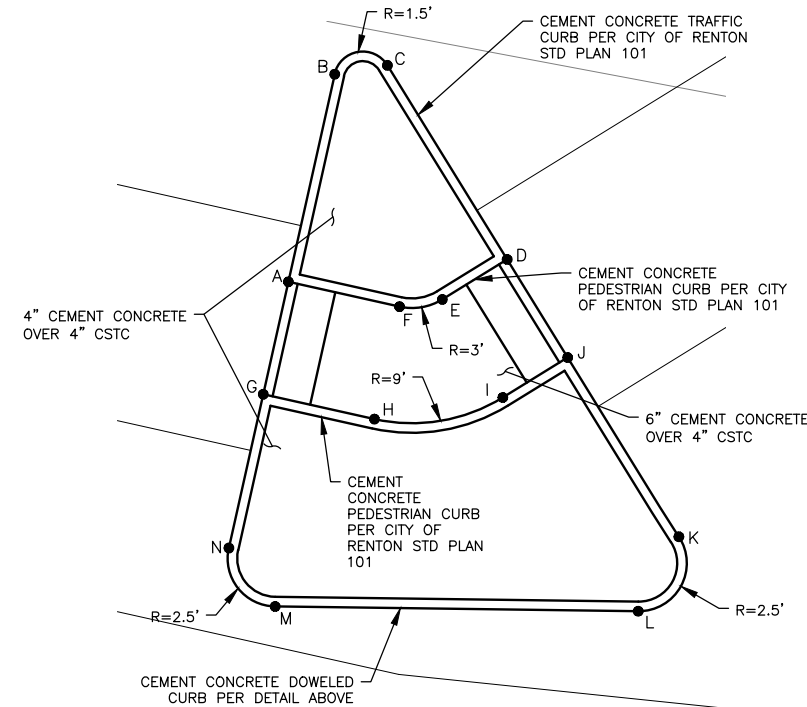 R=1.5'
CEMENT CONCRETE TRAFFIC
CURB PER CITY OF RENTON
STD PLAN 101
B
C
D
A
CEMENT CONCRETE
PEDESTRIAN CURB PER CITY
OF RENTON STD PLAN 101
F
E
4" CEMENT CONCRETE
OVER 4" CSTC
R=3'
J
R=9'
G
H
I
6" CEMENT CONCRETE
OVER 4" CSTC
CEMENT
CONCRETE
PEDESTRIAN CURB
PER CITY OF
RENTON STD PLAN
101
N
K
R=2.5'
M
L
R=2.5'
CEMENT CONCRETE DOWELED
CURB PER DETAIL ABOVE